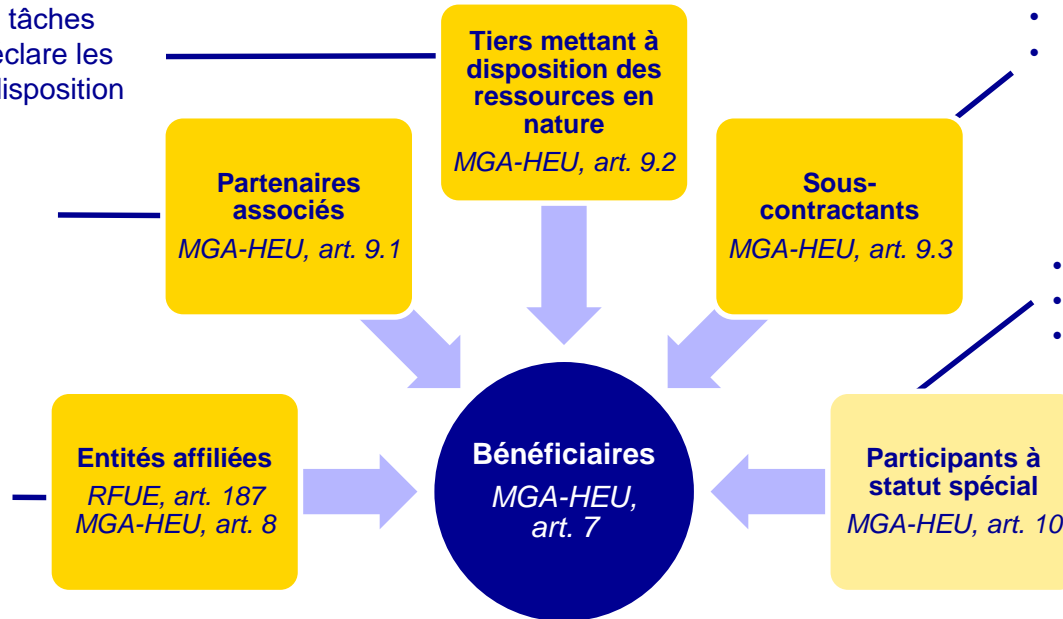 tâches
clare les
disposition
Tiers mettant à
disposition des
ressources en
nature
MGA-HEU, art. 9.2
Partenaires
associés
MGA-HEU, art. 9.1
Sous-
contractants
MGA-HEU, art. 9.3
•
•
•
•
•
Entités affiliées
RFUE, art. 187
MGA-HEU, art. 8
Bénéficiaires
MGA-HEU,
art. 7
Participants à
statut spécial
MGA-HEU, art. 10